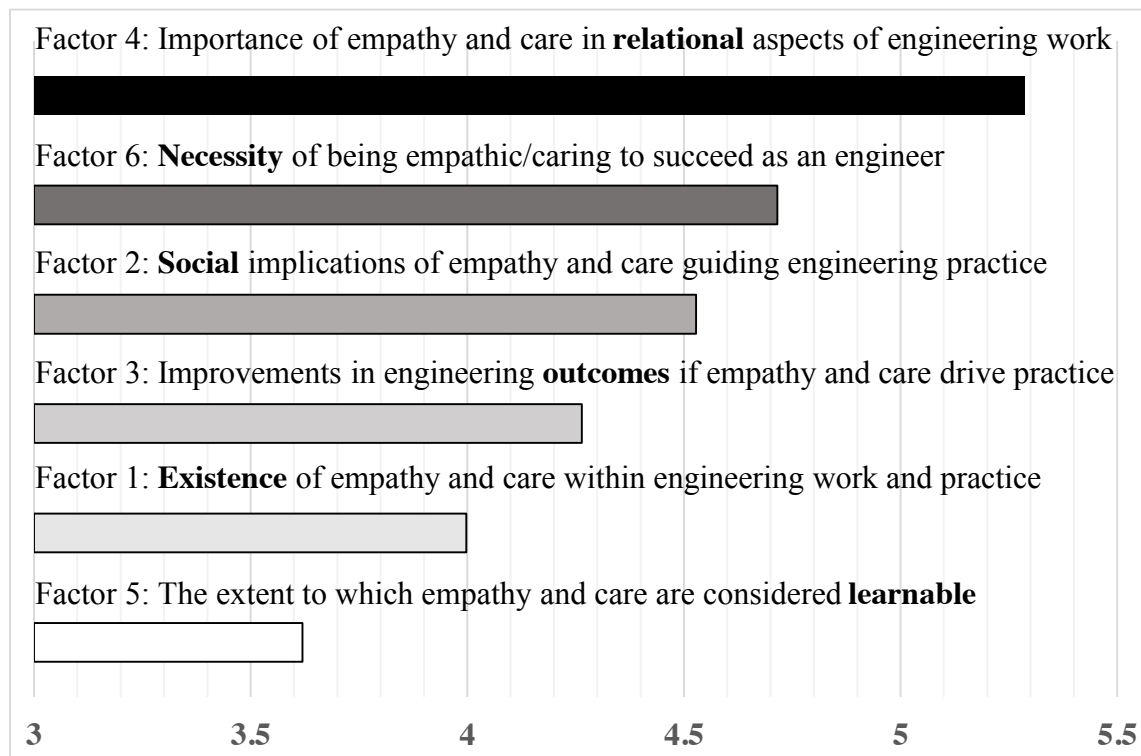 Factor 4: Importance of empathy and care in relational aspects of engineering work
Factor 6: Necessity of being empathic/caring to succeed as an engineer
Factor 2: Social implications of empathy and care guiding engineering practice
Factor 3: Improvements in engineering outcomes if empathy and care drive practice
Factor 1: Existence of empathy and care within engineering work and practice
Factor 5: The extent to which empathy and care are considered learnable
3 3.5 4 4.5 5 5.5